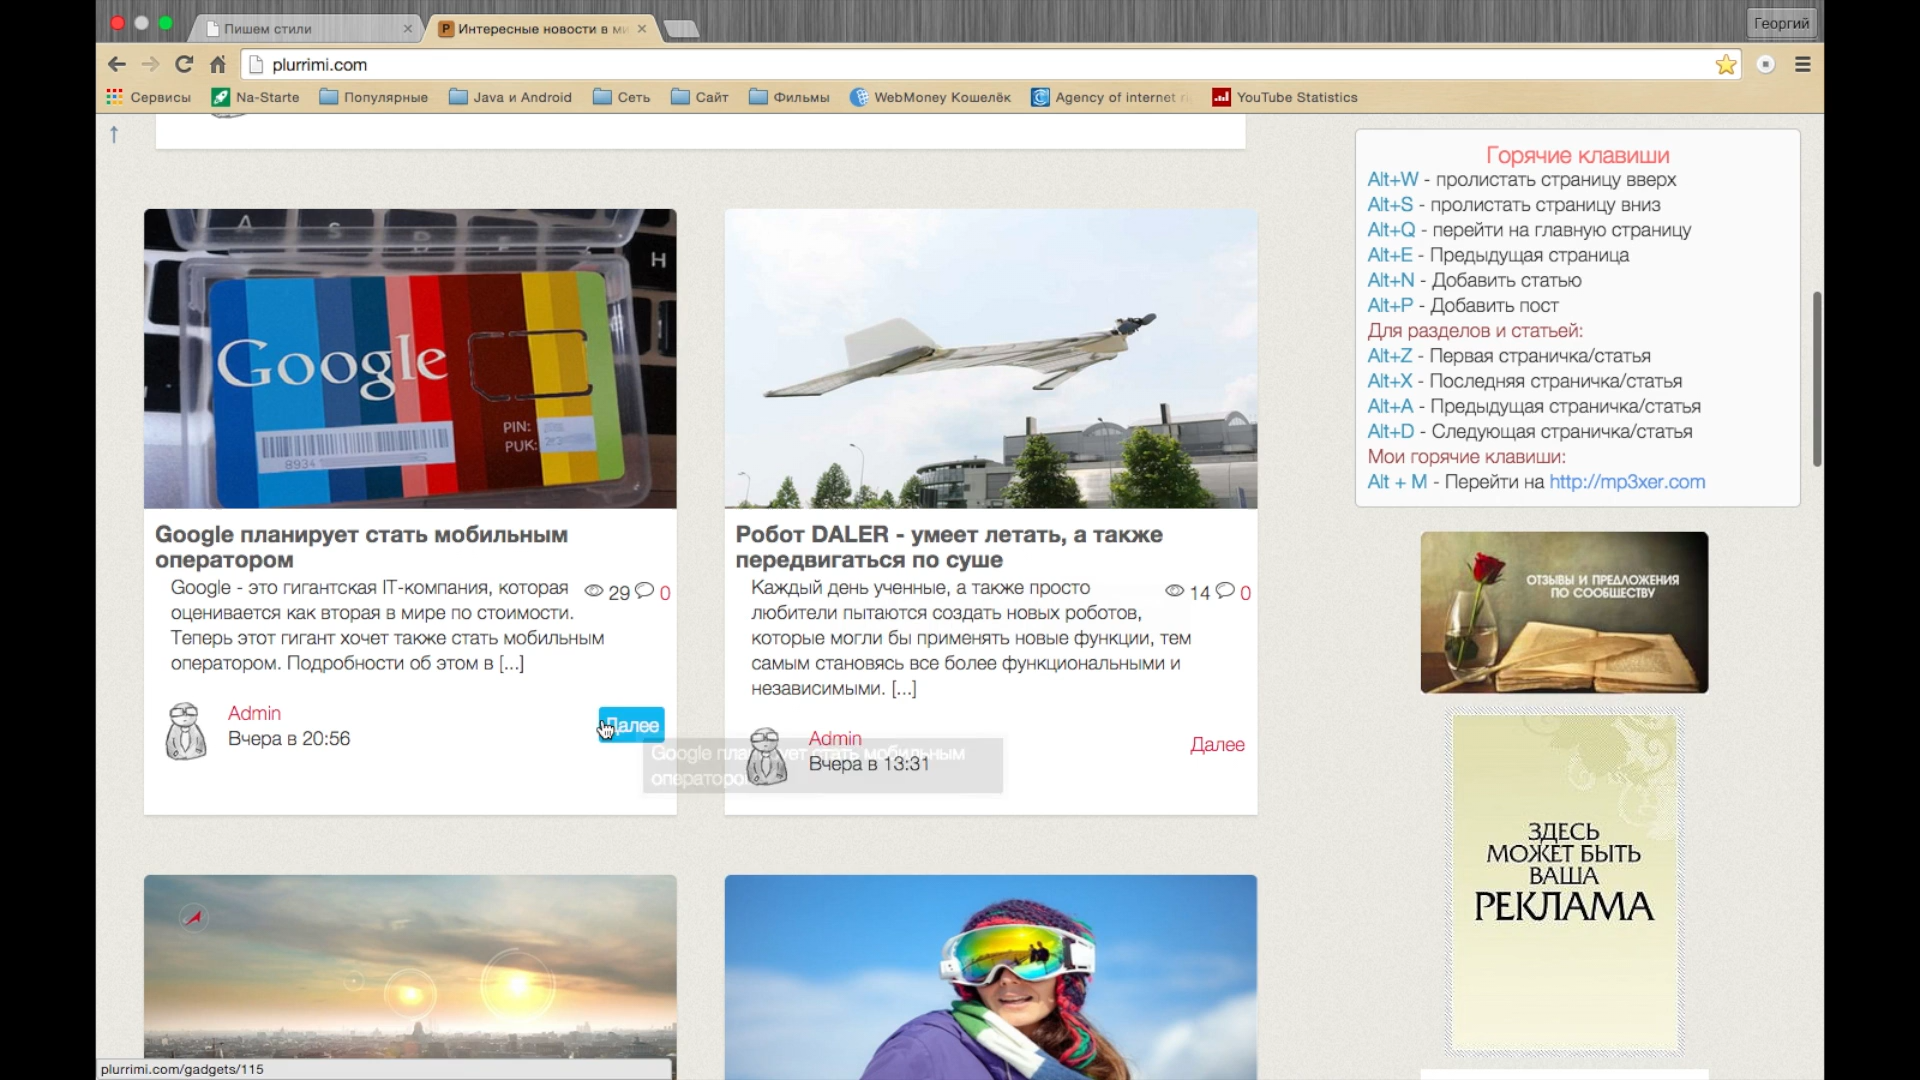 Пишем стили
Интересные новости в ми
Георгий
plurrimi.com
Сервисы
Na-Starte
Популярные
Java и Android
Сеть
Сайт
Фильмы
WebMoney Кошелёк
Agency of internet
YouTube Statistics
Google
PIN:
PUK:
8934
A S D F
H
Google планирует стать мобильным
оператором
Google - это гигантская IT-компания, которая
оценивается как вторая в мире по стоимости.
Теперь этот гигант хочет также стать мобильным
оператором. Подробности об этом в [...]
29 0
Admin
Вчера в 20:56
Далее
Google планирует стать мобильным
оператором
Робот DALER - умеет летать, а также
передвигаться по суше
Каждый день ученные, а также просто
любители пытаются создать новых роботов,
которые могли бы применять новые функции, тем
самым становясь все более функциональными и
независимыми. [...]
14 0
Admin
Вчера в 13:31
Далее
Горячие клавиши
Alt+W - пролистать страницу вверх
Alt+S - пролистать страницу вниз
Alt+Q - перейти на главную страницу
Alt+E - Предыдущая страница
Alt+N - Добавить статью
Alt+P - Добавить пост
Для разделов и статьей:
Alt+Z - Первая страничка/статья
Alt+X - Последняя страничка/статья
Alt+A - Предыдущая страничка/статья
Alt+D - Следующая страничка/статья
Мои горячие клавиши:
Alt + M - Перейти на http://mp3xer.com
ОТЗЫВЫ И ПРЕДЛОЖЕНИЯ
ПО СООБЩЕСТВУ
ЗДЕСЬ
МОЖЕТ БЫТЬ
ВАША
РЕКЛАМА
plurrimi.com/gadgets/115